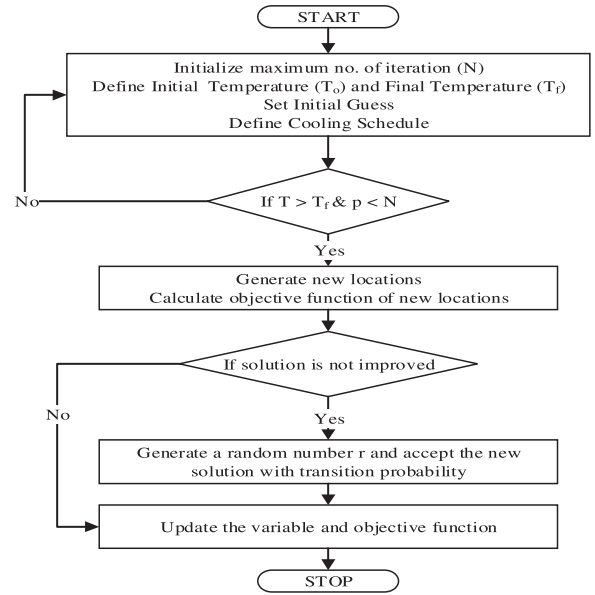 START
Initialize maximum no. of iteration (N)
Define Initial Temperature (To) and Final Temperature (Tf)
Set Initial Guess
Define Cooling Schedule
No
If T > Tf & p < N
Yes
Generate new locations
Calculate objective function of new locations
If solution is not improved
No
Yes
Generate a random number r and accept the new
solution with transition probability
Update the variable and objective function
STOP